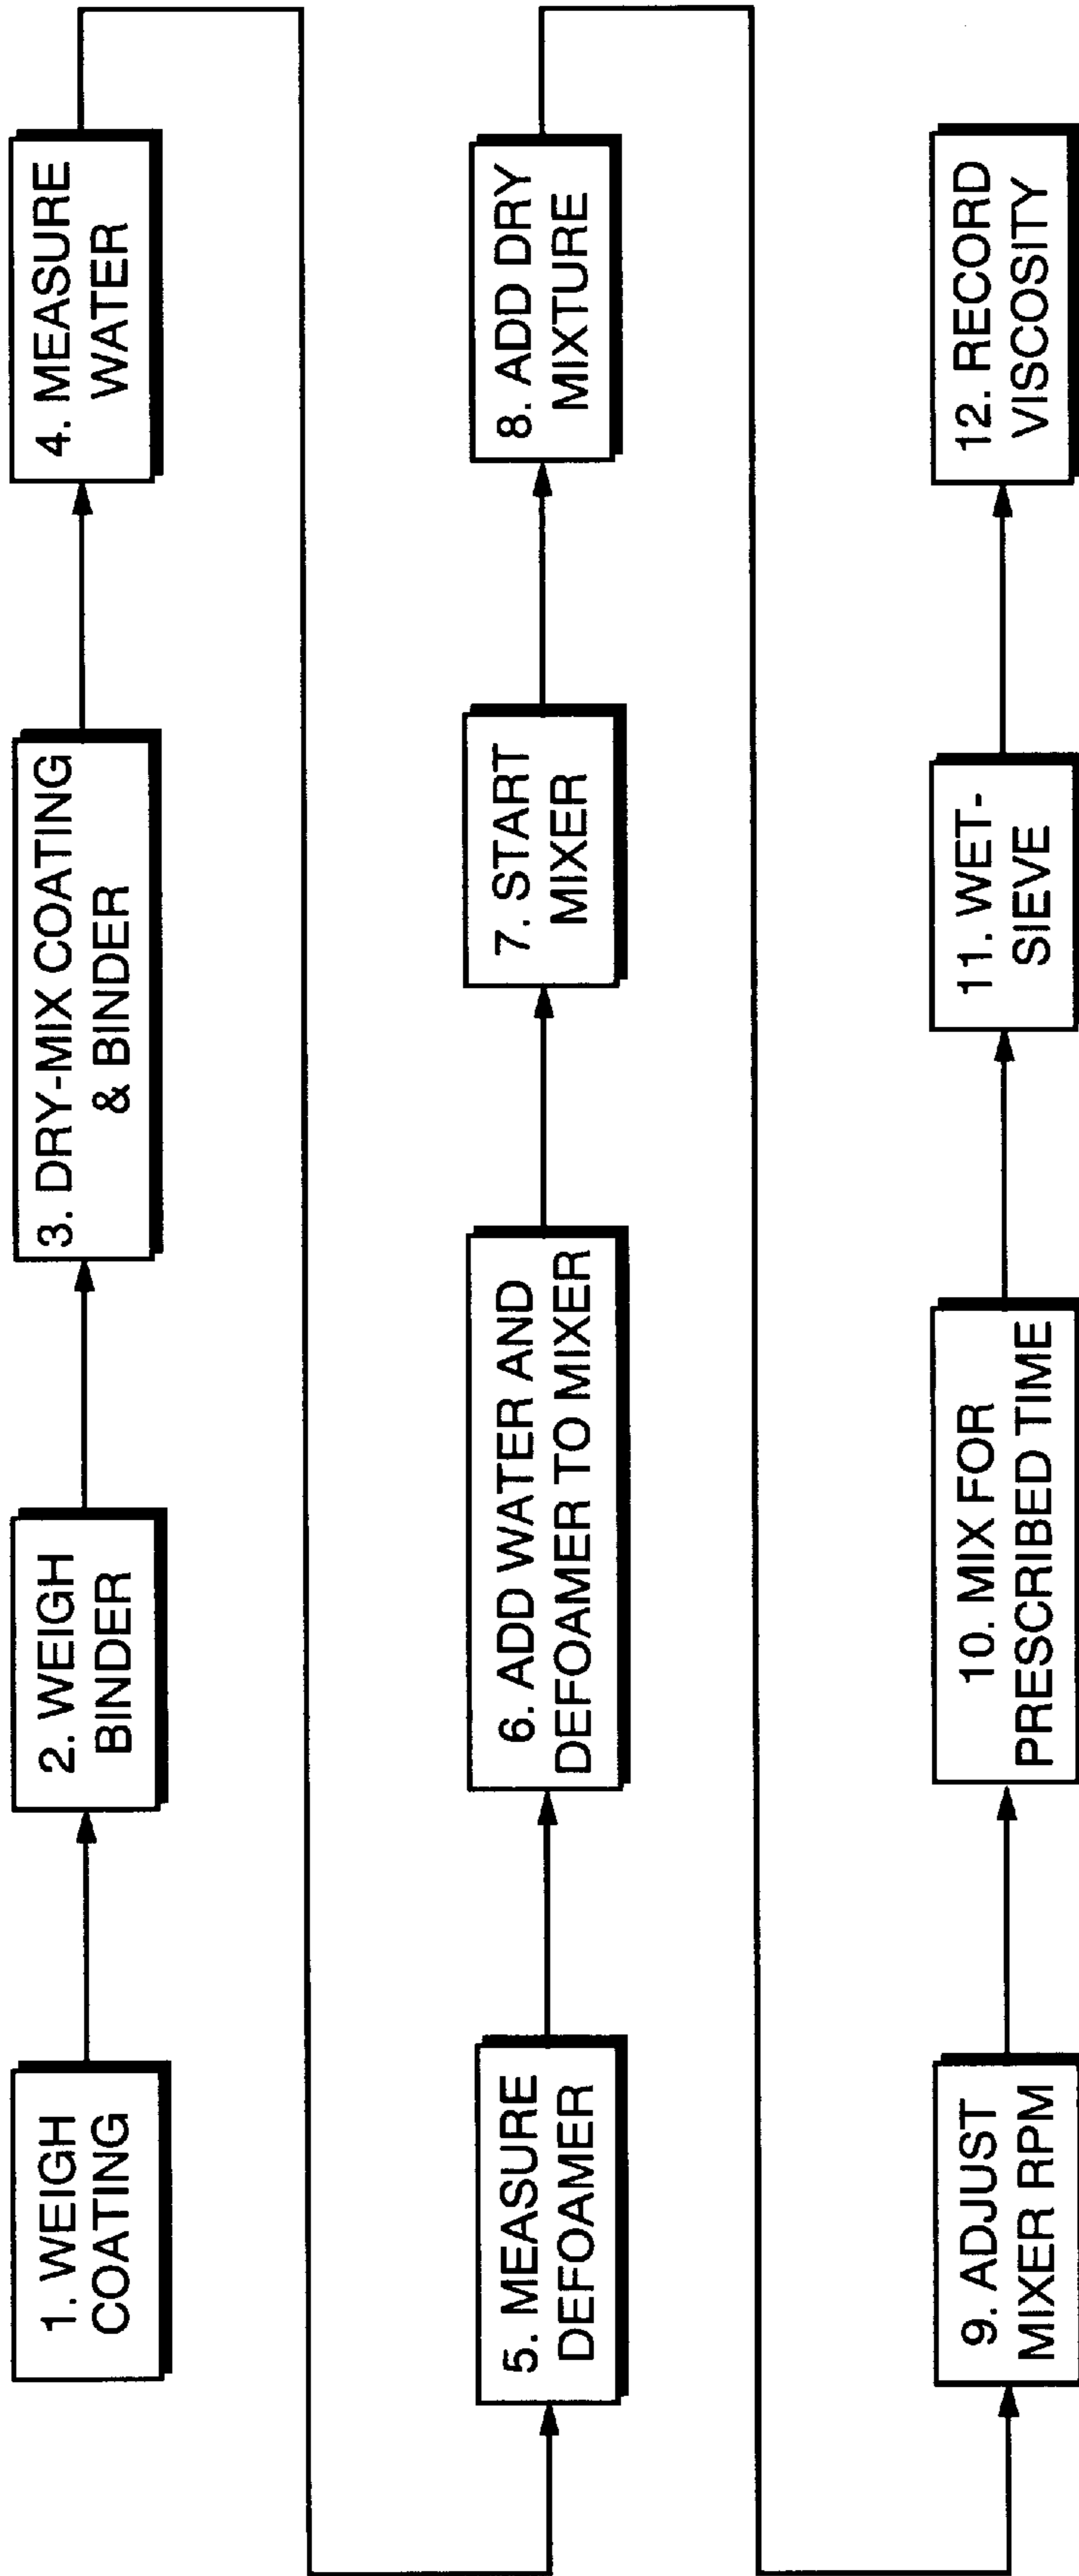 1. WEIGH
COATING
2. WEIGH
BINDER
3. DRY-MIX COATING
& BINDER
4. MEASURE
WATER
5. MEASURE
DEFOAMER
6. ADD WATER AND
DEFOAMER TO MIXER
7. START
MIXER
8. ADD DRY
MIXTURE
9. ADJUST
MIXER RPM
10. MIX FOR
PRESCRIBED TIME
11. WET-
SIEVE
12. RECORD
VISCOSITY